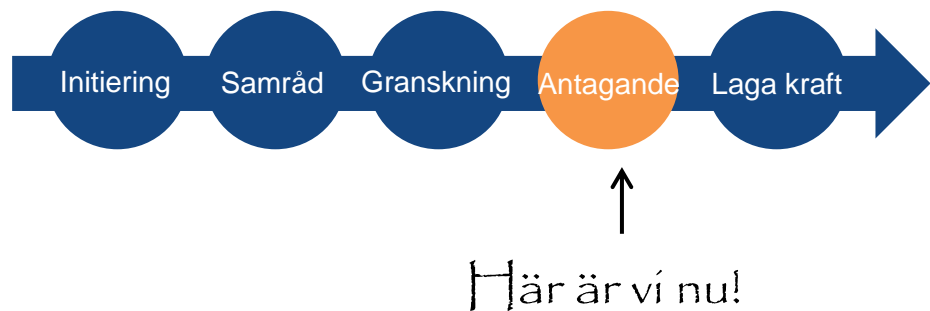 Initiering Samråd Granskning Antagande Laga kraft
Här är vi nu!